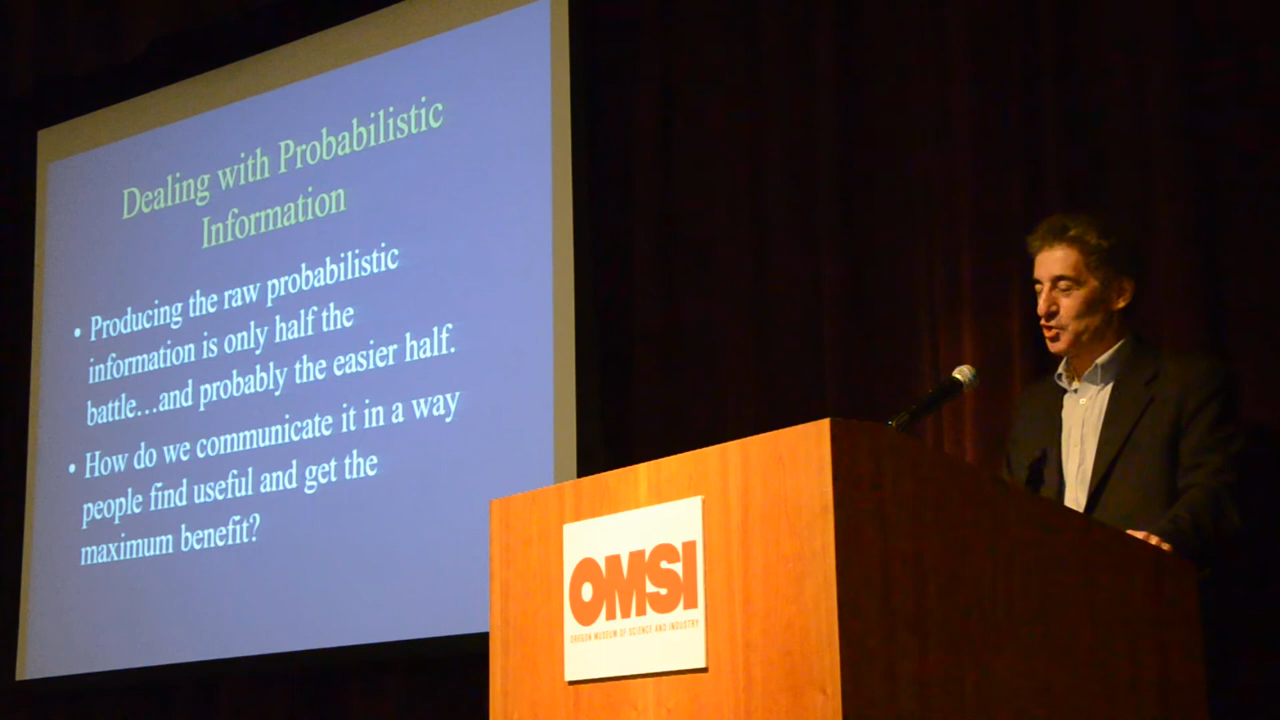 Dealing with Probabilistic
Information
• Producing the raw probabilistic
information is only half the
battle…and probably the easier half.
• How do we communicate it in a way
people find useful and get the
maximum benefit?
OMSI
OREGON MUSEUM OF SCIENCE AND INDUSTRY